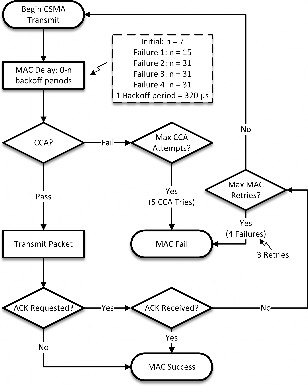 Begin CSMA
Transmit
MAC Delay: 0-n
backoff periods
Initial: n = 7
Failure 1: n = 15
Failure 2: n = 31
Failure 3: n = 31
Failure 4: n = 31
1 Backoff period = 320 µs
CCA?
Fail
Max CCA
Attempts?
No
Pass
Yes
(5 CCA Tries)
Max MAC
Retries?
Yes
(4 Failures)
3 Retries
Transmit Packet
MAC Fail
ACK Requested?
Yes
ACK Received?
No
No
Yes
MAC Success